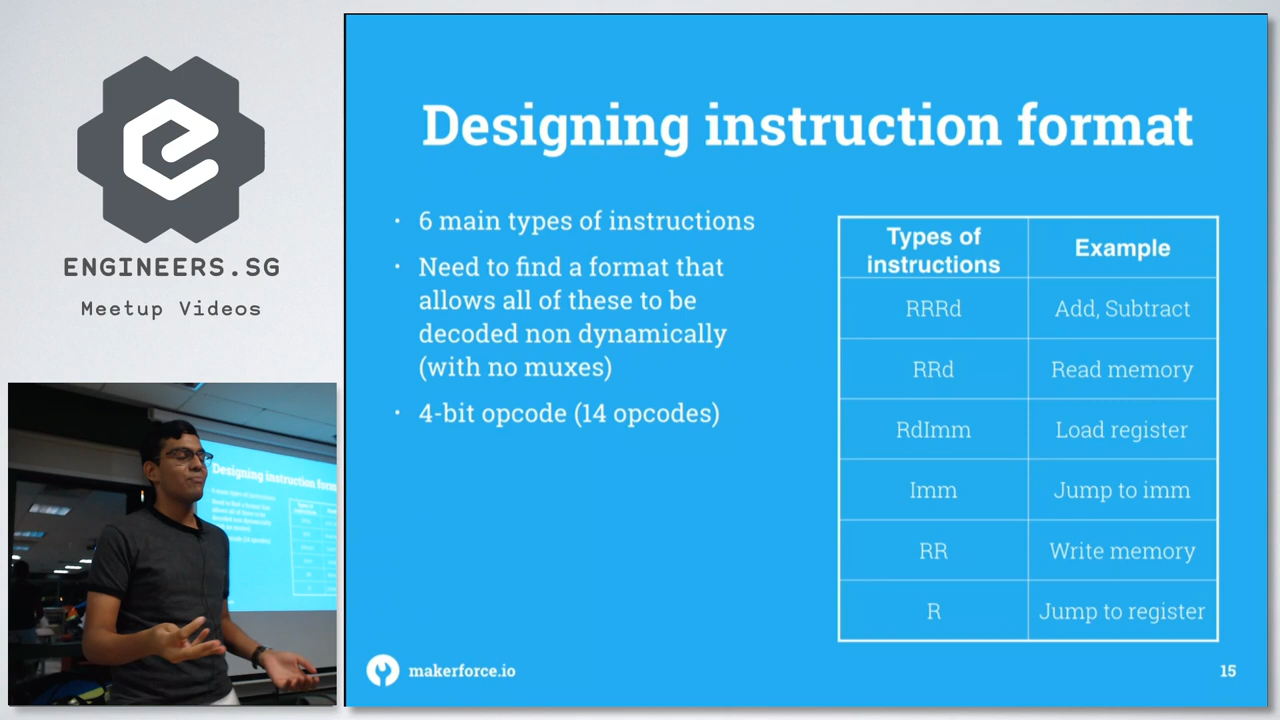 ENGINEERS.SG
Meetup Videos
Designing instruction format
· 6 main types of instructions
· Need to find a format that
allows all of these to be
decoded non dynamically
(with no muxes)
· 4-bit opcode (14 opcodes)
Types of
instructions
Example
RRRd
Add, Subtract
RRd
Read memory
RdImm
Load register
Imm
Jump to imm
RR
Write memory
R
Jump to register
makerforce.io
15
Designing instruction form